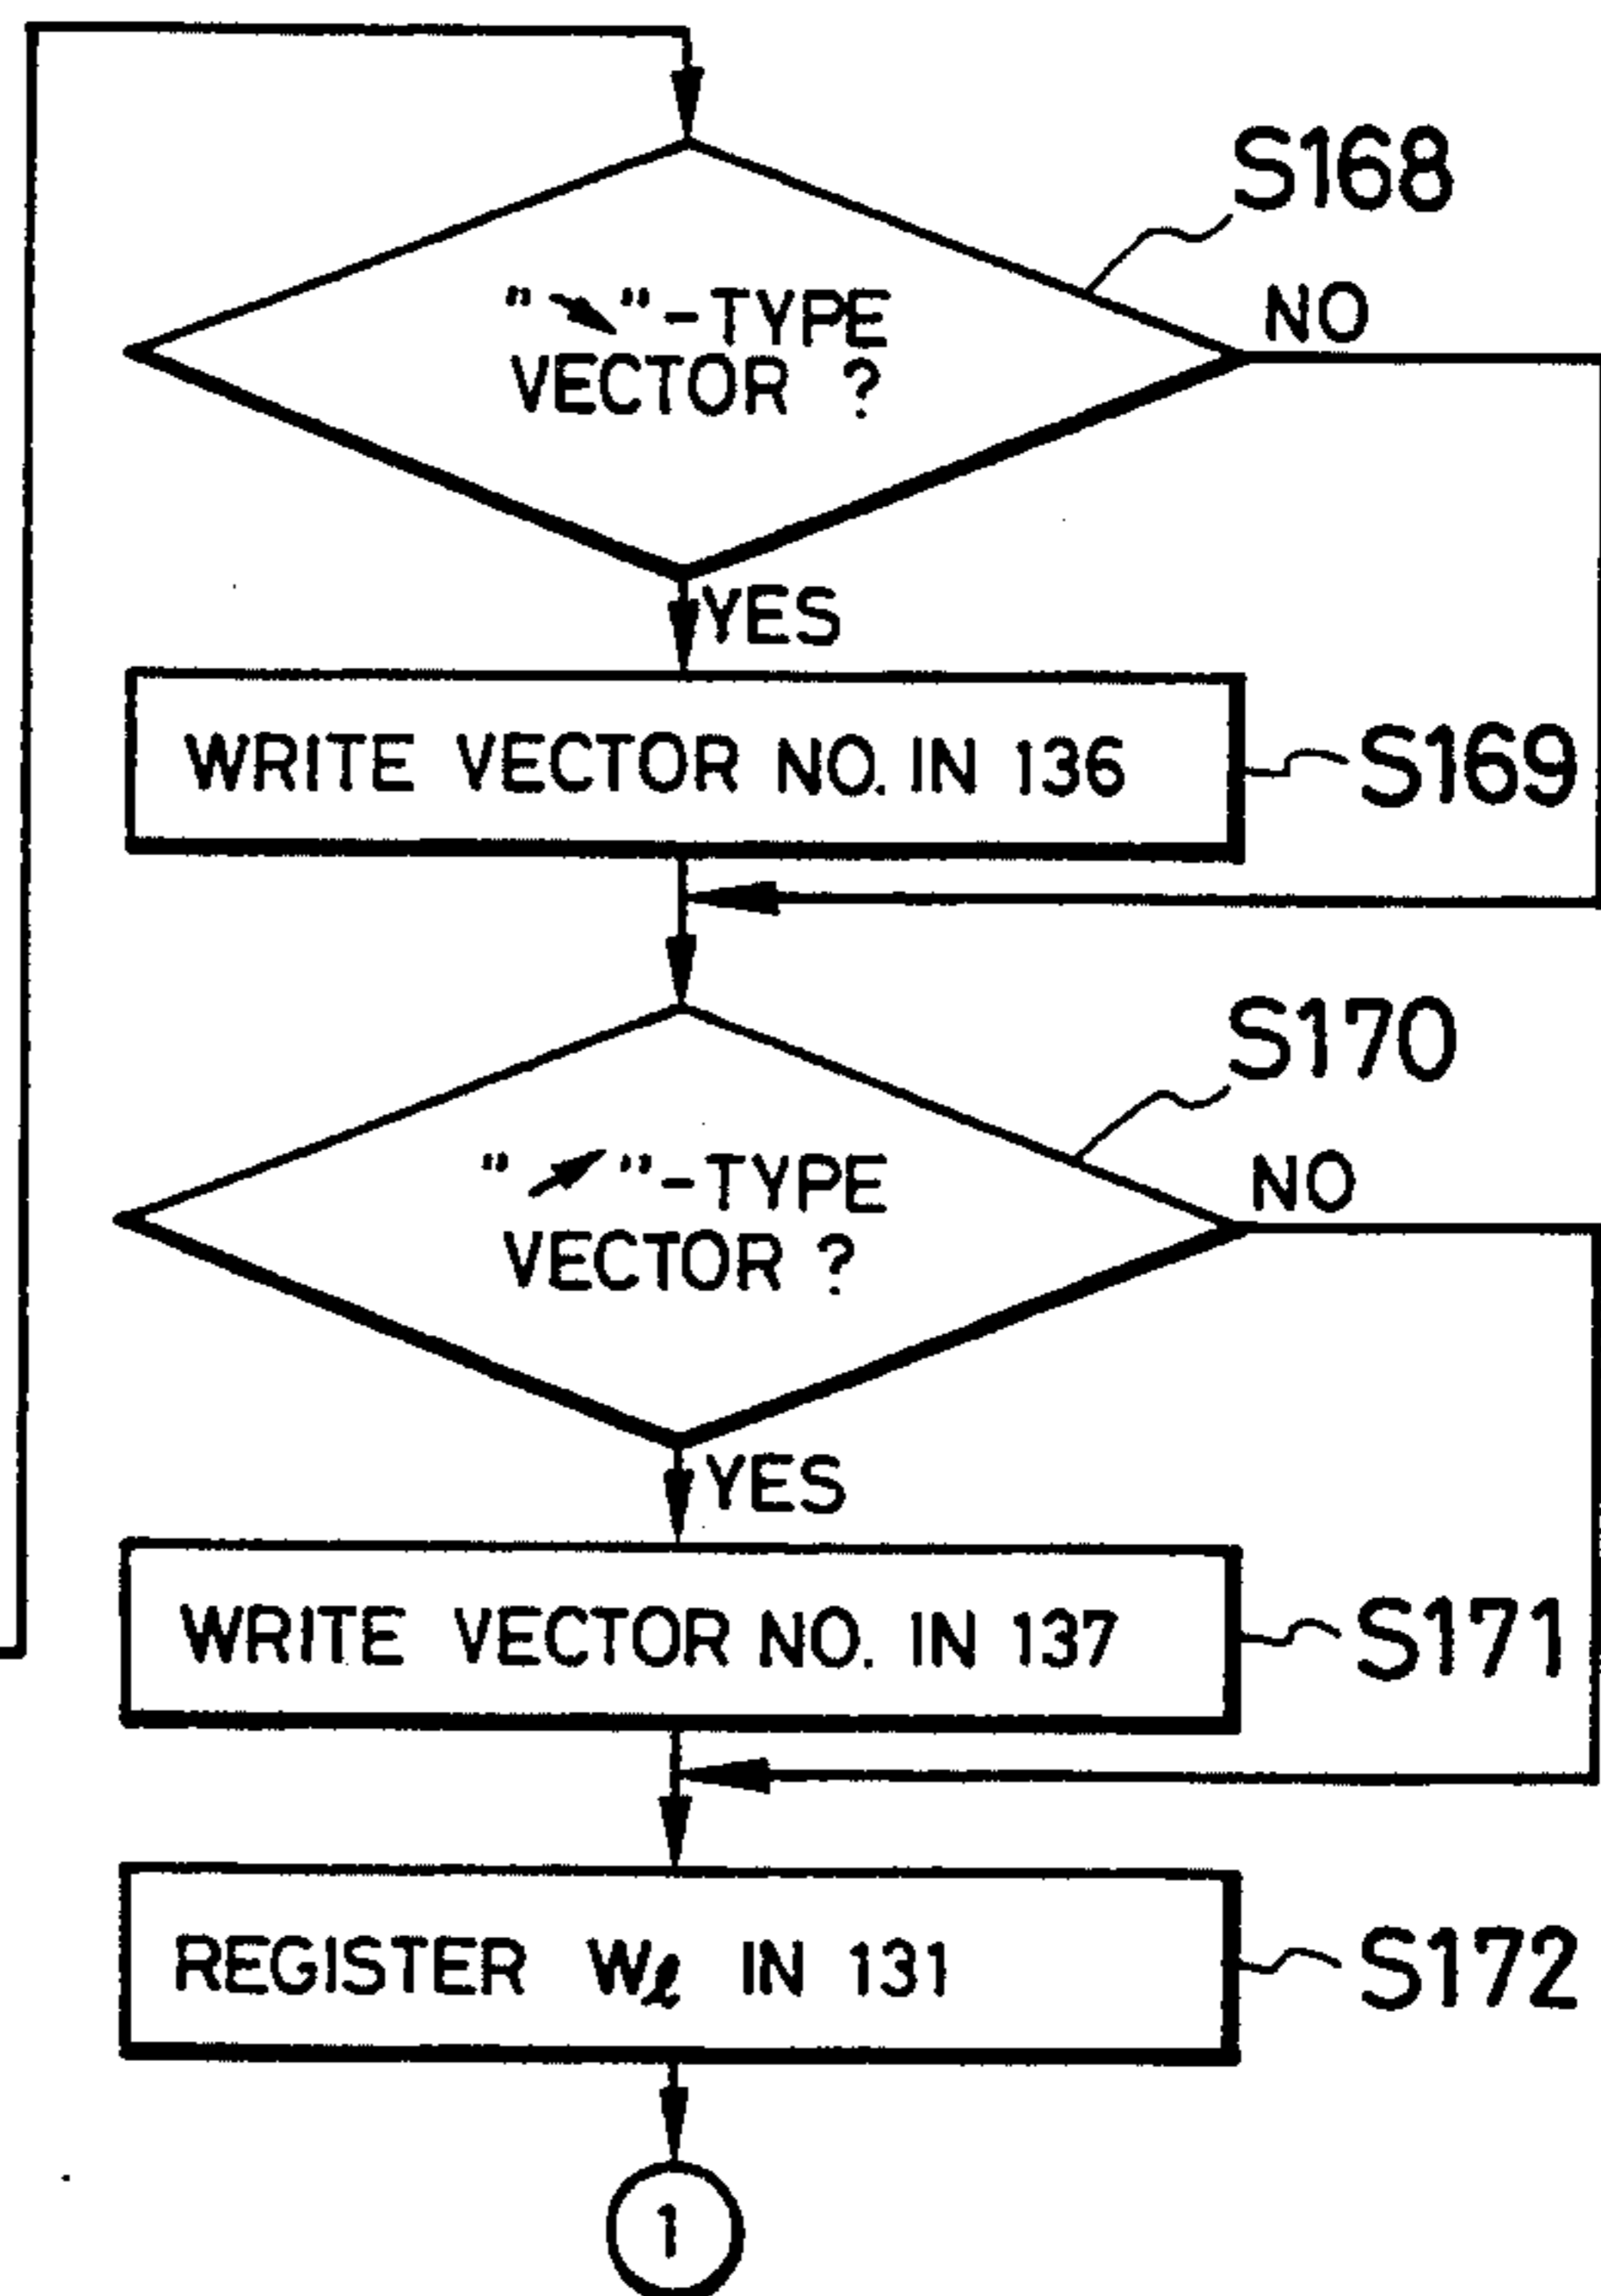 S168
"↘"-TYPE
VECTOR ?
NO
YES
WRITE VECTOR NO. IN 136
S169
S170
"↗"-TYPE
VECTOR ?
NO
YES
WRITE VECTOR NO. IN 137
S171
REGISTER Wℓ IN 131
S172
1